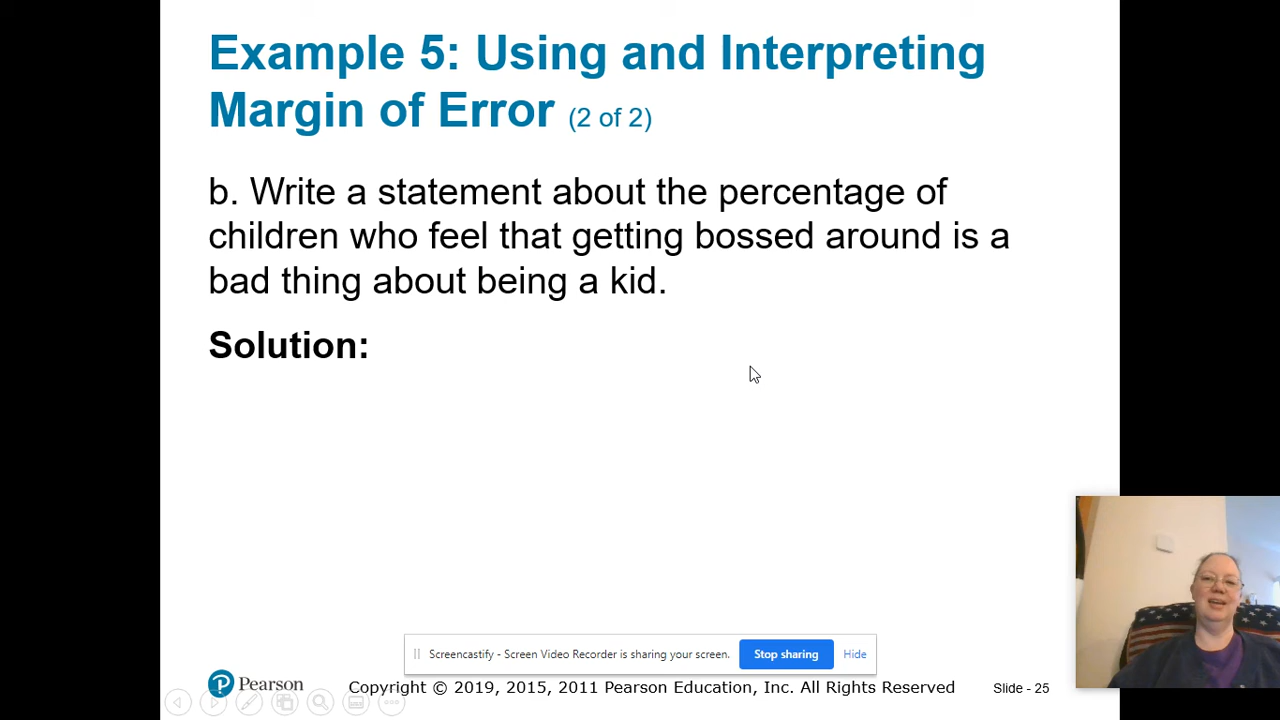 Example 5: Using and Interpreting
Margin of Error (2 of 2)
b. Write a statement about the percentage of
children who feel that getting bossed around is a
bad thing about being a kid.
Solution:
Screencastify - Screen Video Recorder is sharing your screen. Stop sharing Hide
Pearson Copyright © 2019, 2015, 2011 Pearson Education, Inc. All Rights Reserved Slide - 25